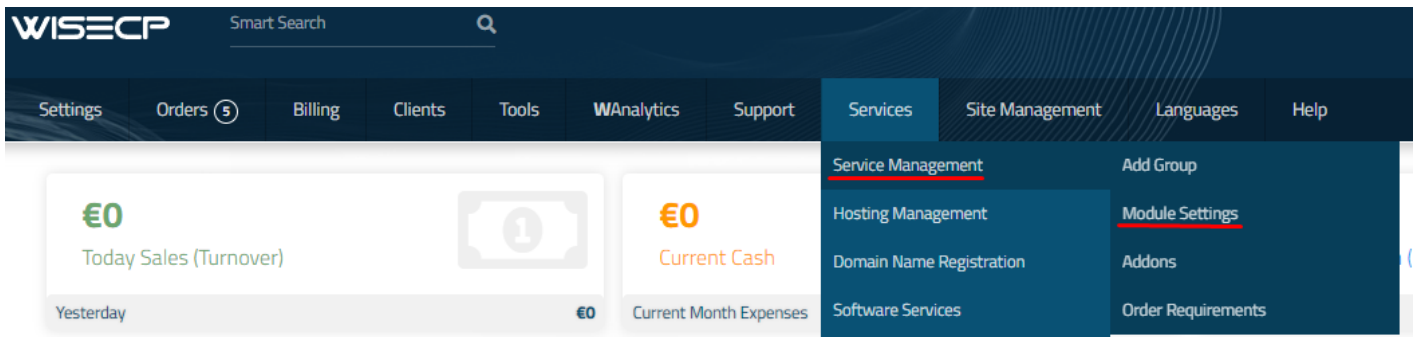 WISECP Smart Search
Settings Orders 5 Billing Clients Tools WAnalytics Support Services Site Management Languages Help
Service Management Add Group
€0 €0 Hosting Management Module Settings
Today Sales (Turnover) Current Cash Domain Name Registration Addons (
Yesterday €0 Current Month Expenses Software Services Order Requirements